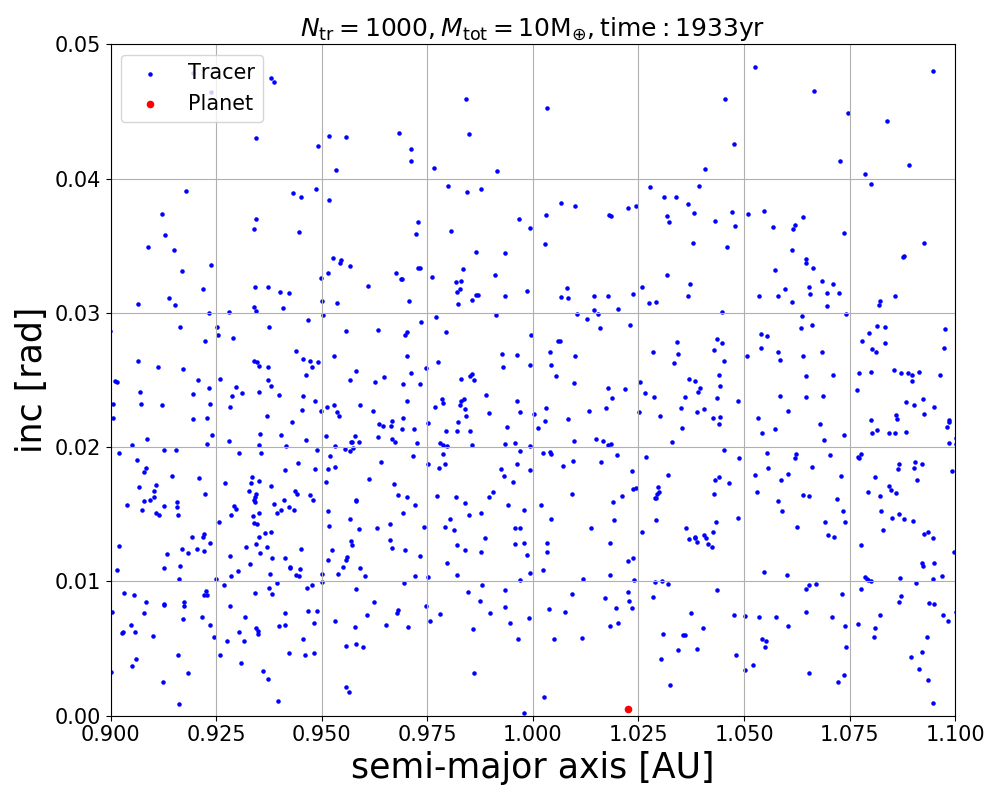 N_tr = 1000, M_tot = 10M_⊕, time : 1933yr
Tracer
Planet
inc [rad]
0.05
0.04
0.03
0.02
0.01
0.00
0.900 0.925 0.950 0.975 1.000 1.025 1.050 1.075 1.100
semi-major axis [AU]